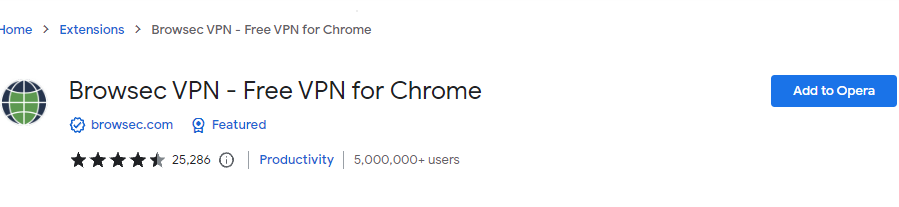 Home > Extensions > Browsec VPN - Free VPN for Chrome
Browsec VPN - Free VPN for Chrome
Add to Opera
browsec.com Featured
25,286 Productivity 5,000,000+ users